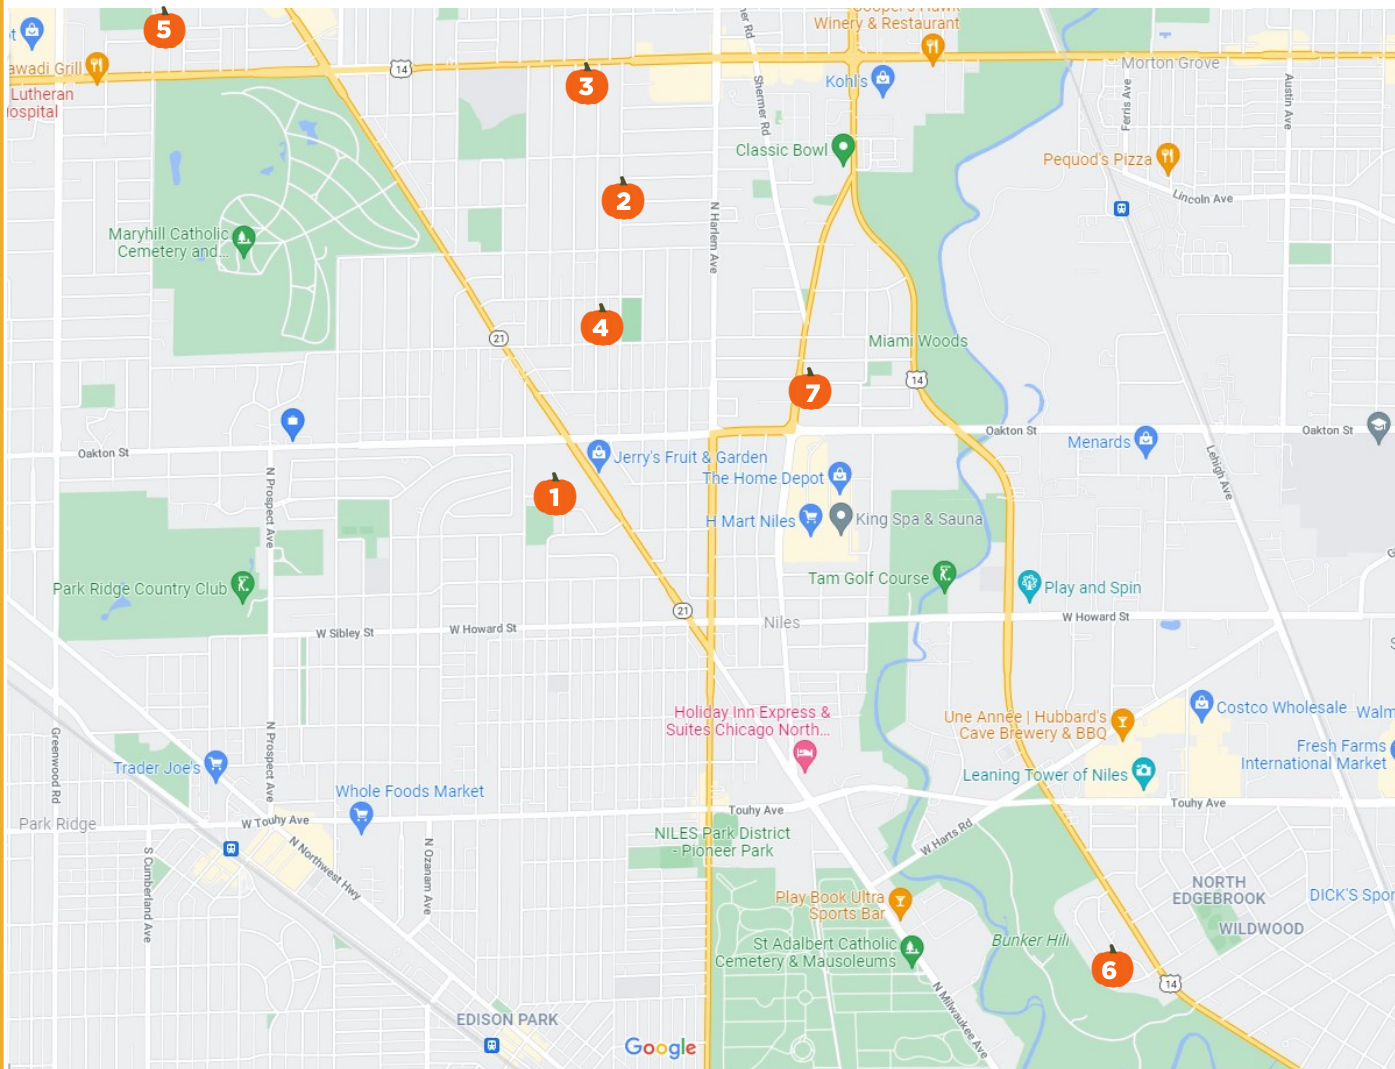 5
Cooper's Hawk
Winery & Restaurant
14
3
awadi Grill
Lutheran
Hospital
Kohl's
Morton Grove
Shermer Rd
Ferris Ave
Austin Ave
Classic Bowl
Pequod's Pizza
Lincoln Ave
2
N Harlem Ave
Maryhill Catholic
Cemetery and...
4
21
Miami Woods
14
7
Oakton St
Oakton St
Oakton St
Menards
Jerry's Fruit & Garden
The Home Depot
Lehigh Ave
1
N Prospect Ave
H Mart Niles
King Spa & Sauna
Park Ridge Country Club
Tam Golf Course
Play and Spin
21
W Sibley St
W Howard St
Niles
W Howard St
Holiday Inn Express &
Suites Chicago North...
Une Année | Hubbard's
Cave Brewery & BBQ
Costco Wholesale
Walm
Greenwood Rd
N Prospect Ave
Fresh Farms
International Market
Trader Joe's
Leaning Tower of Niles
Whole Foods Market
Touhy Ave
Touhy Ave
Park Ridge
W Touhy Ave
NILES Park District
- Pioneer Park
W Harts Rd
S Cumberland Ave
N Northwest Hwy
N Ozanam Ave
NORTH
EDGEBROOK
DICK'S Spor
Play Book Ultra
Sports Bar
WILDWOOD
St Adalbert Catholic
Cemetery & Mausoleums
Bunker Hill
6
14
N Milwaukee Ave
EDISON PARK
Google